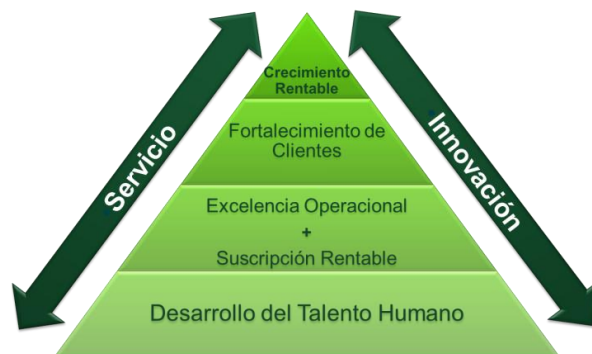 Crecimiento
Rentable
Servicio
Innovación
Fortalecimiento de
Clientes
Excelencia Operacional
+
Suscripción Rentable
Desarrollo del Talento Humano